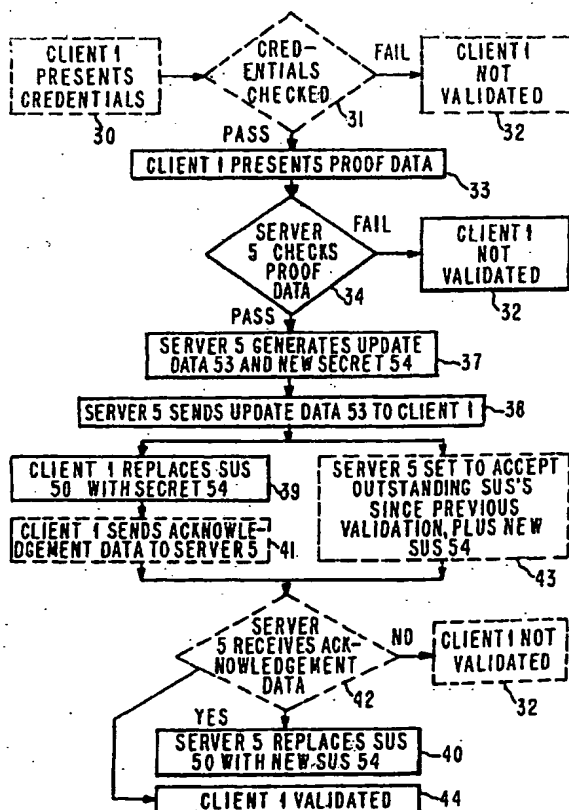 CLIENT 1
PRESENTS
CREDENTIALS
30
CRED-
ENTIALS
CHECKED
31
FAIL
CLIENT 1
NOT
VALIDATED
32
PASS
CLIENT 1 PRESENTS PROOF DATA
33
SERVER
5 CHECKS
PROOF
DATA
34
FAIL
CLIENT 1
NOT
VALIDATED
32
PASS
SERVER 5 GENERATES UPDATE
DATA 53 AND NEW SECRET 54
37
SERVER 5 SENDS UPDATE DATA 53 TO CLIENT 1
38
CLIENT 1 REPLACES SUS
50 WITH SECRET 54
39
CLIENT 1 SENDS ACKNOWLE-
DGEMENT DATA TO SERVER 5
41
SERVER 5 SET TO ACCEPT
OUTSTANDING SUS'S
SINCE PREVIOUS
VALIDATION, PLUS NEW
SUS 54
43
SERVER
5 RECEIVES ACK-
NOWLEDGEMENT
DATA
42
NO
CLIENT 1 NOT
VALIDATED
32
YES
SERVER 5 REPLACES SUS
50 WITH NEW SUS 54
40
CLIENT 1 VALIDATED
44